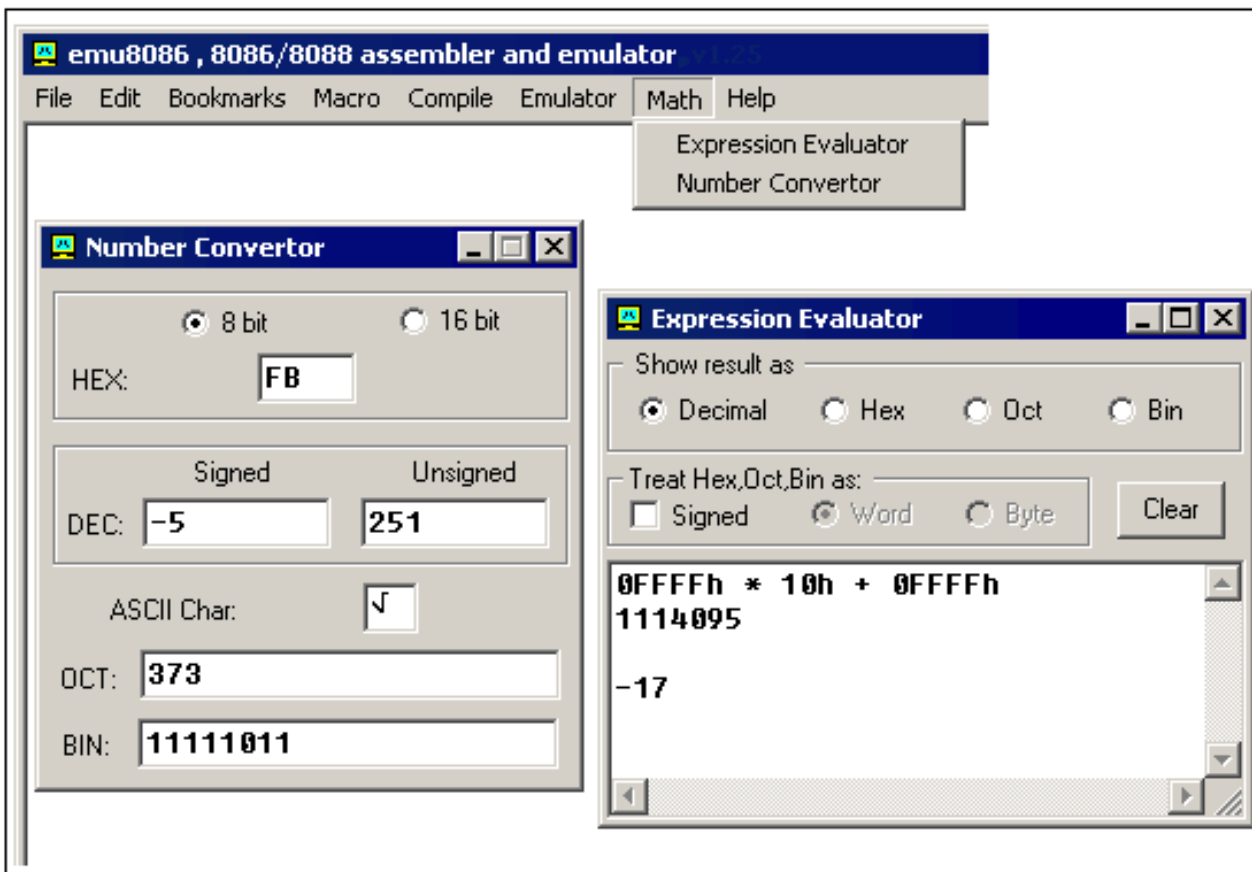 emu8086 , 8086/8088 assembler and emulator, v1.25
File Edit Bookmarks Macro Compile Emulator Math Help
Expression Evaluator
Number Convertor
Number Convertor
8 bit 16 bit
HEX: FB
Signed Unsigned
DEC: -5 251
ASCII Char: √
OCT: 373
BIN: 11111011
Expression Evaluator
Show result as
Decimal Hex Oct Bin
Treat Hex,Oct,Bin as:
Signed Word Byte Clear
0FFFFh * 10h + 0FFFFh
1114095
-17